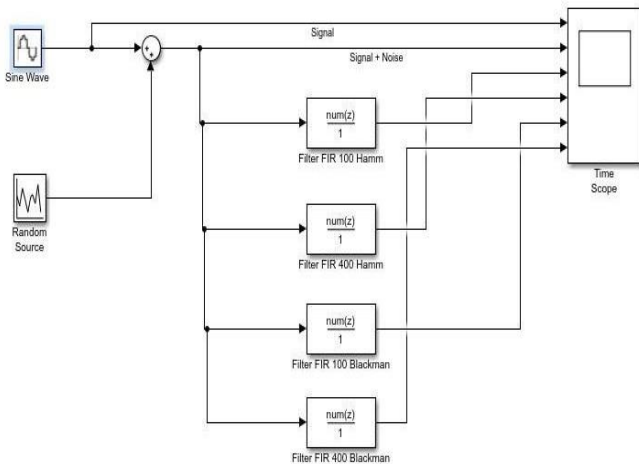 Signal
Sine Wave
Signal + Noise
num(z)
1
Filter FIR 100 Hamm
Time
Scope
Random
Source
num(z)
1
Filter FIR 400 Hamm
num(z)
1
Filter FIR 100 Blackman
num(z)
1
Filter FIR 400 Blackman